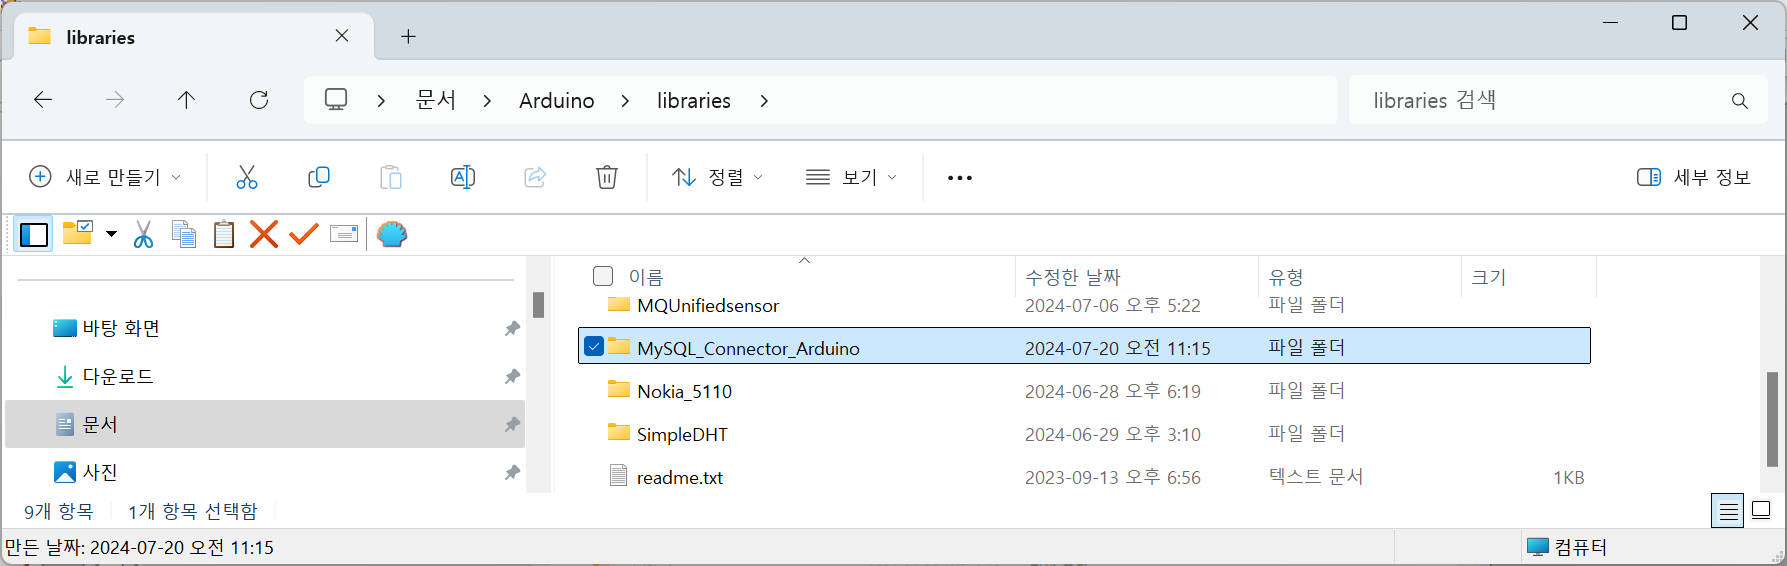 libraries
문서 Arduino libraries
libraries 검색
새로 만들기
정렬
보기
세부 정보
이름 수정한 날짜 유형 크기
MQUnifiedsensor 2024-07-06 오후 5:22 파일 폴더
MySQL_Connector_Arduino 2024-07-20 오전 11:15 파일 폴더
Nokia_5110 2024-06-28 오후 6:19 파일 폴더
SimpleDHT 2024-06-29 오후 3:10 파일 폴더
readme.txt 2023-09-13 오후 6:56 텍스트 문서 1KB
바탕 화면
다운로드
문서
사진
9개 항목 1개 항목 선택함
만든 날짜: 2024-07-20 오전 11:15
컴퓨터